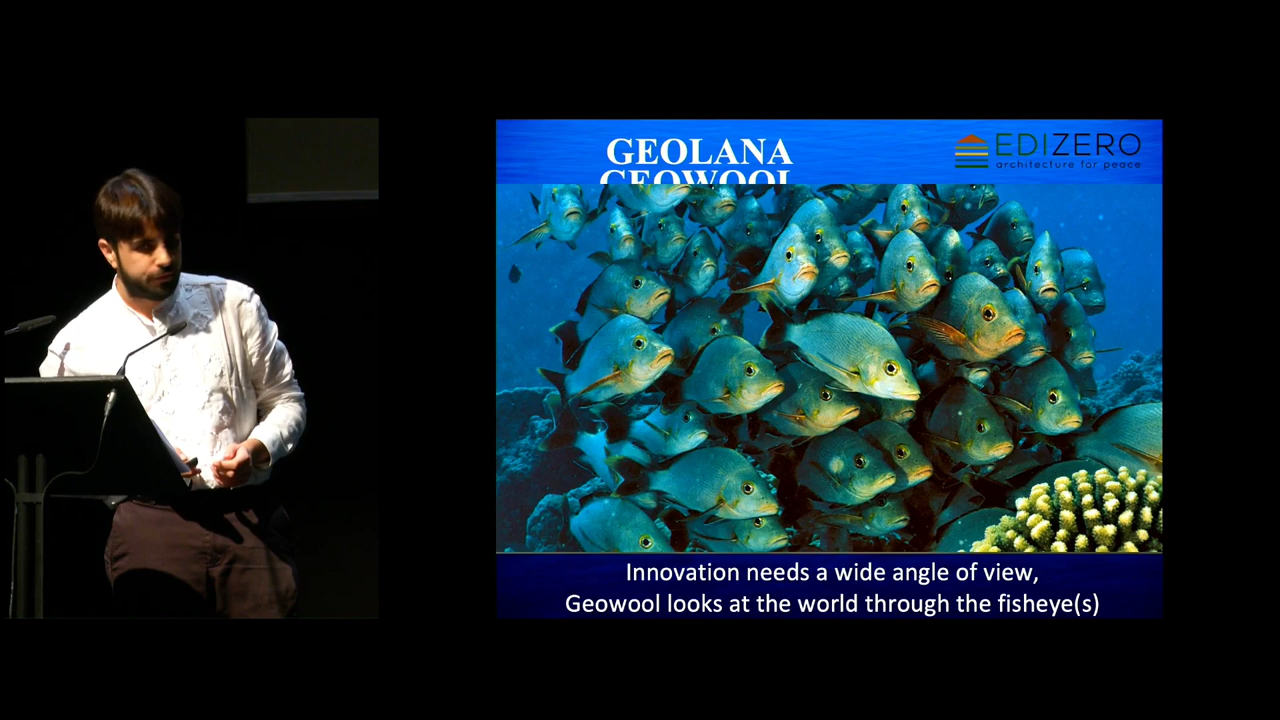 GEOLANA
GEOWOOL
EDIZERO
architecture for peace
Innovation needs a wide angle of view,
Geowool looks at the world through the fisheye(s)